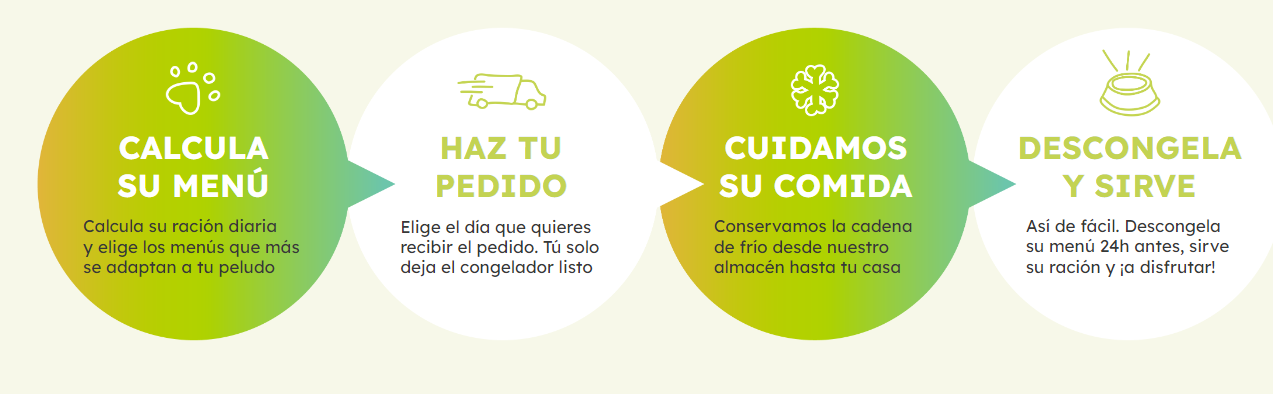 CALCULA
SU MENÚ
Calcula su ración diaria
y elige los menús que más
se adaptan a tu peludo
HAZ TU
PEDIDO
Elige el día que quieres
recibir el pedido. Tú solo
deja el congelador listo
CUIDAMOS
SU COMIDA
Conservamos la cadena
de frío desde nuestro
almacén hasta tu casa
DESCONGELA
Y SIRVE
Así de fácil. Descongela
su menú 24h antes, sirve
su ración y ¡a disfrutar!